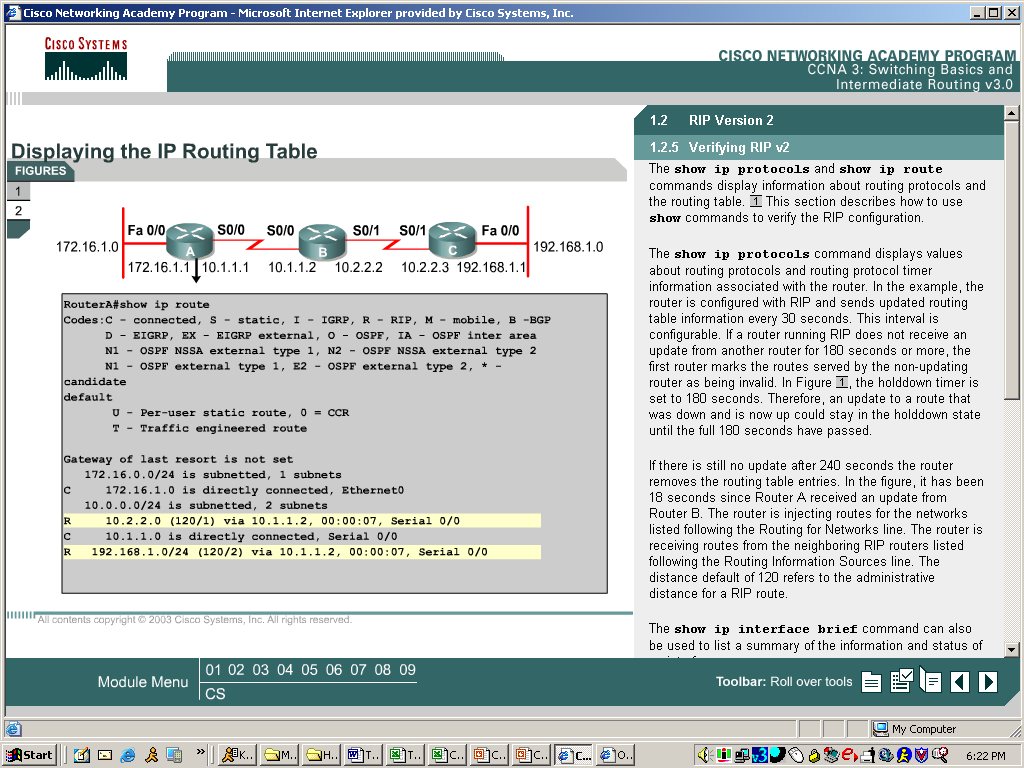 Cisco Networking Academy Program - Microsoft Internet Explorer provided by Cisco Systems, Inc.
CISCO SYSTEMS
CISCO NETWORKING ACADEMY PROGRAM
CCNA 3: Switching Basics and
Intermediate Routing v3.0
Displaying the IP Routing Table
FIGURES
1
2
Fa 0/0 S0/0 S0/0 S0/1 S0/1 Fa 0/0
172.16.1.0 A B C 192.168.1.0
172.16.1.1 10.1.1.1 10.1.1.2 10.2.2.2 10.2.2.3 192.168.1.1
RouterA#show ip route
Codes:C - connected, S - static, I - IGRP, R - RIP, M - mobile, B -BGP
D - EIGRP, EX - EIGRP external, O - OSPF, IA - OSPF inter area
N1 - OSPF NSSA external type 1, N2 - OSPF NSSA external type 2
N1 - OSPF external type 1, E2 - OSPF external type 2, * -
candidate
default
U - Per-user static route, 0 = CCR
T - Traffic engineered route
Gateway of last resort is not set
172.16.0.0/24 is subnetted, 1 subnets
C 172.16.1.0 is directly connected, Ethernet0
10.0.0.0/24 is subnetted, 2 subnets
R 10.2.2.0 (120/1) via 10.1.1.2, 00:00:07, Serial 0/0
C 10.1.1.0 is directly connected, Serial 0/0
R 192.168.1.0/24 (120/2) via 10.1.1.2, 00:00:07, Serial 0/0
All contents copyright © 2003 Cisco Systems, Inc. All rights reserved.
1.2 RIP Version 2
1.2.5 Verifying RIP v2
The show ip protocols and show ip route
commands display information about routing protocols and
the routing table. 1 This section describes how to use
show commands to verify the RIP configuration.
The show ip protocols command displays values
about routing protocols and routing protocol timer
information associated with the router. In the example, the
router is configured with RIP and sends updated routing
table information every 30 seconds. This interval is
configurable. If a router running RIP does not receive an
update from another router for 180 seconds or more, the
first router marks the routes served by the non-updating
router as being invalid. In Figure 1, the holddown timer is
set to 180 seconds. Therefore, an update to a route that
was down and is now up could stay in the holddown state
until the full 180 seconds have passed.
If there is still no update after 240 seconds the router
removes the routing table entries. In the figure, it has been
18 seconds since Router A received an update from
Router B. The router is injecting routes for the networks
listed following the Routing for Networks line. The router is
receiving routes from the neighboring RIP routers listed
following the Routing Information Sources line. The
distance default of 120 refers to the administrative
distance for a RIP route.
The show ip interface brief command can also
be used to list a summary of the information and status of
Module Menu
01 02 03 04 05 06 07 08 09
CS
Toolbar: Roll over tools
My Computer
Start » K.. M.. H.. T.. T.. C.. C.. C.. C... O.. 6:22 PM